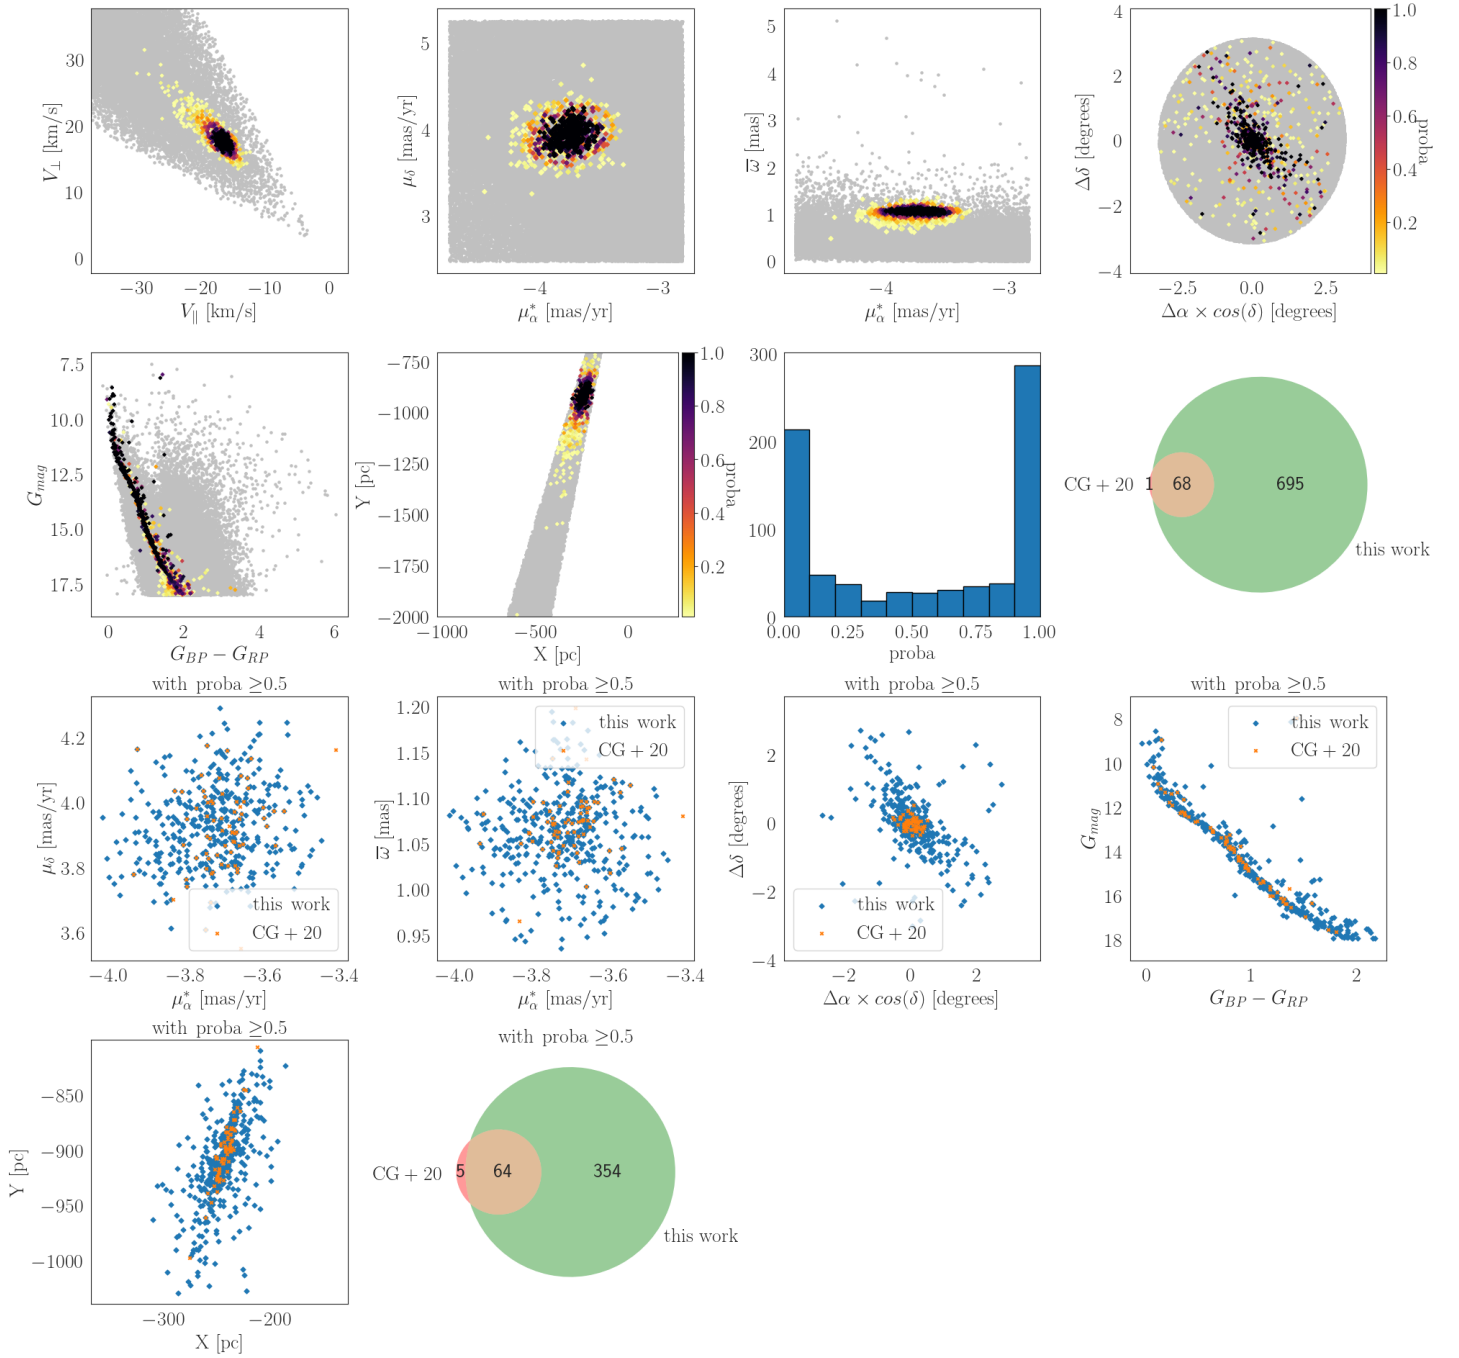 30
20
10
0
−30
−20
−10
0
V⊥ [km/s]
V∥ [km/s]
5
4
3
−4
−3
μδ [mas/yr]
μα* [mas/yr]
5
4
3
2
1
0
−4
−3
ϖ [mas]
μα* [mas/yr]
4
2
0
−2
−4
−2.5
0.0
2.5
Δδ [degrees]
Δα × cos(δ) [degrees]
1.0
0.8
0.6
0.4
0.2
proba
7.5
10.0
12.5
15.0
17.5
0
2
4
6
Gmag
GBP − GRP
−750
−1000
−1250
−1500
−1750
−2000
−1000
−500
0
Y [pc]
X [pc]
1.0
0.8
0.6
0.4
0.2
proba
300
200
100
0
0.00
0.25
0.50
0.75
1.00
proba
CG + 20
1
68
695
this work
with proba ≥0.5
4.2
4.0
3.8
3.6
−4.0
−3.8
−3.6
−3.4
μδ [mas/yr]
μα* [mas/yr]
this work
CG + 20
with proba ≥0.5
1.20
1.15
1.10
1.05
1.00
0.95
−4.0
−3.8
−3.6
−3.4
ϖ [mas]
μα* [mas/yr]
this work
CG + 20
with proba ≥0.5
2
0
−2
−4
−2
0
2
Δδ [degrees]
Δα × cos(δ) [degrees]
this work
CG + 20
with proba ≥0.5
8
10
12
14
16
18
0
1
2
Gmag
GBP − GRP
this work
CG + 20
with proba ≥0.5
−850
−900
−950
−1000
−300
−200
Y [pc]
X [pc]
with proba ≥0.5
CG + 20
5
64
354
this work